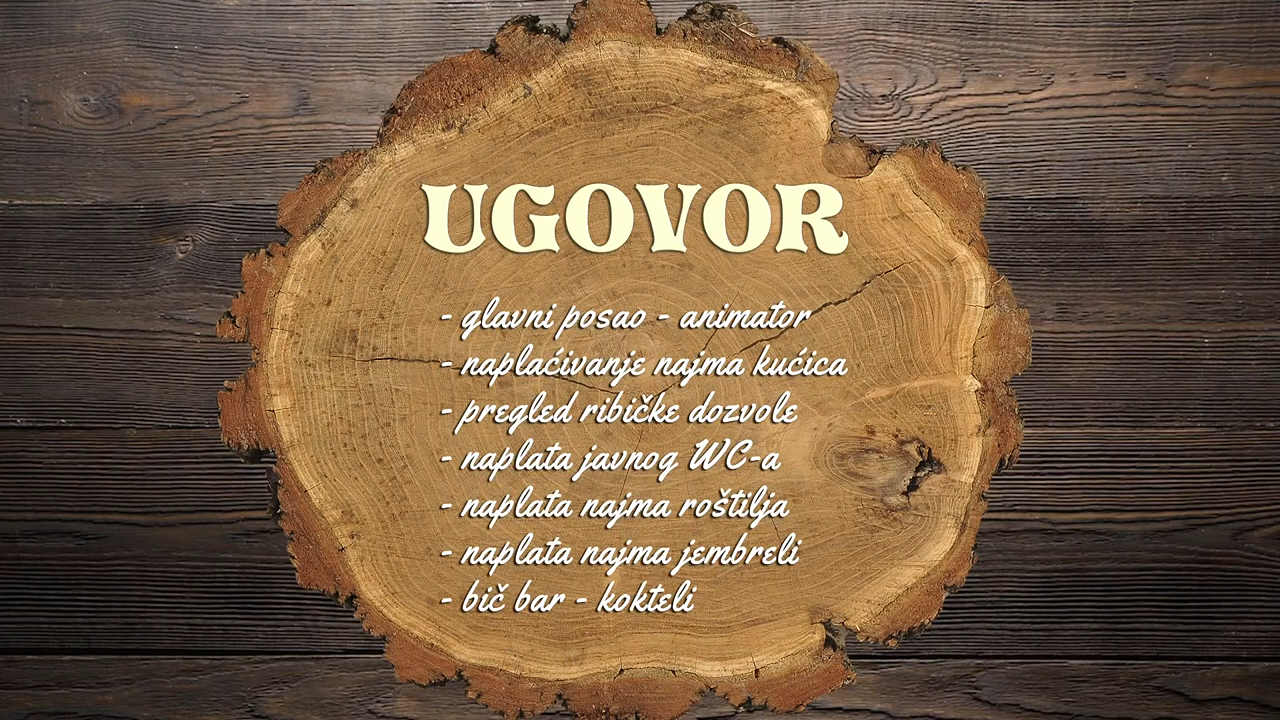 UGOVOR
- glavni posao - animator
- naplaćivanje najma kućica
- pregled ribičke dozvole
- naplata javnog WC-a
- naplata najma roštilja
- naplata najma jembreli
- bič bar - kokteli